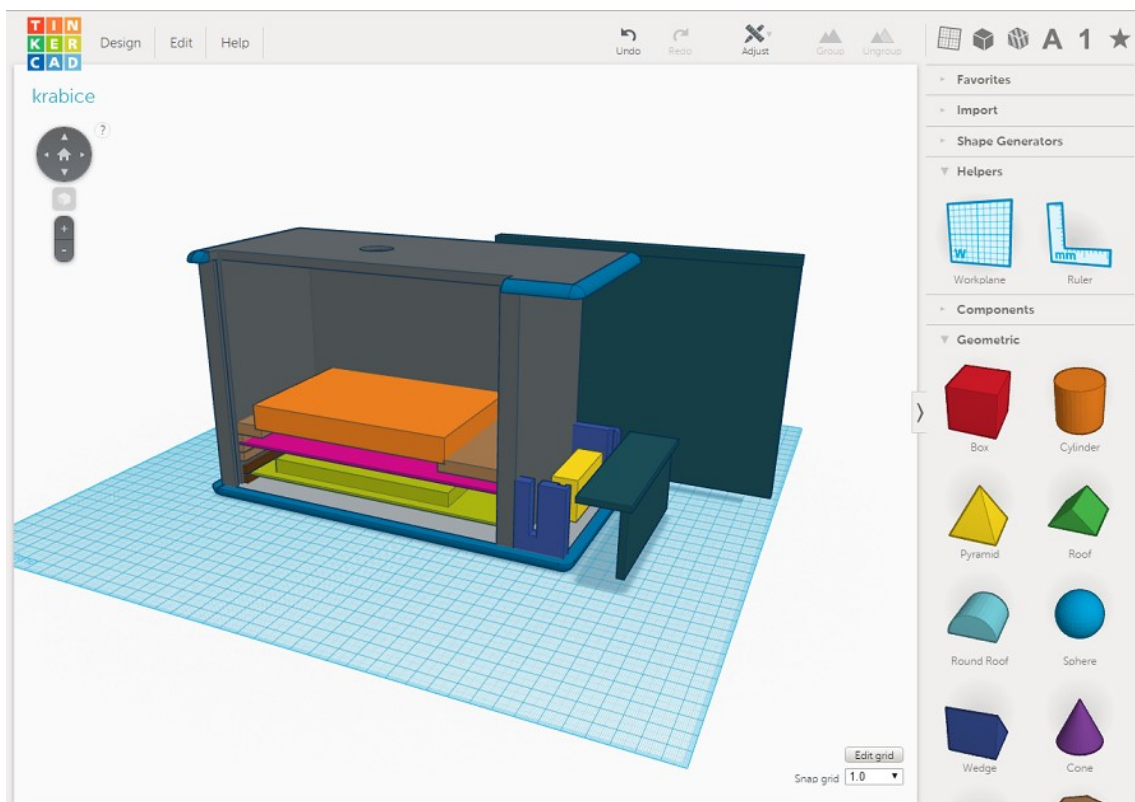 TIN
KER
CAD
Design
Edit
Help
Undo
Redo
Adjust
Group
Ungroup
A
1
krabice
?
+
-
Favorites
Import
Shape Generators
Helpers
W
mm
Workplane
Ruler
Components
Geometric
Box
Cylinder
Pyramid
Roof
Round Roof
Sphere
Wedge
Cone
Edit grid
Snap grid 1.0